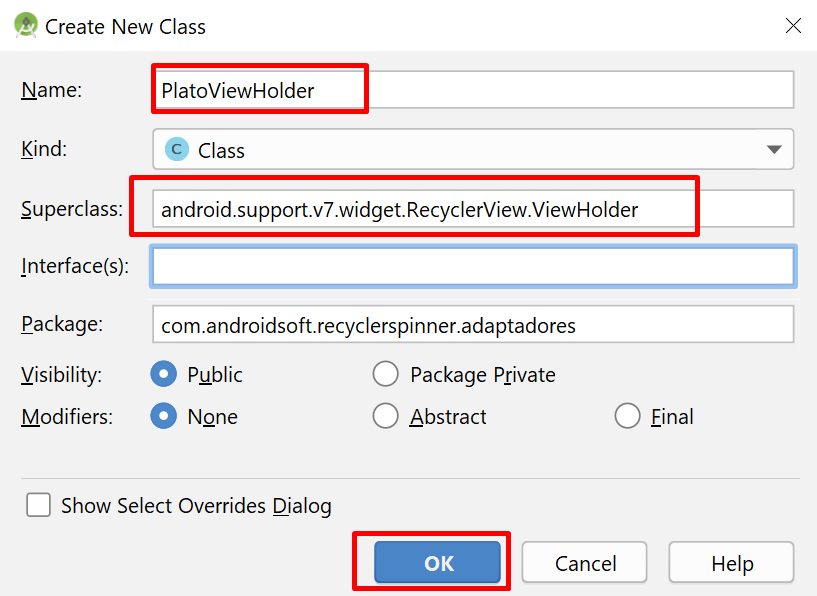 Create New Class
Name: PlatoViewHolder
Kind: C Class
Superclass: android.support.v7.widget.RecyclerView.ViewHolder
Interface(s):
Package: com.androidsoft.recyclerspinner.adaptadores
Visibility: Public Package Private
Modifiers: None Abstract Final
Show Select Overrides Dialog
OK Cancel Help